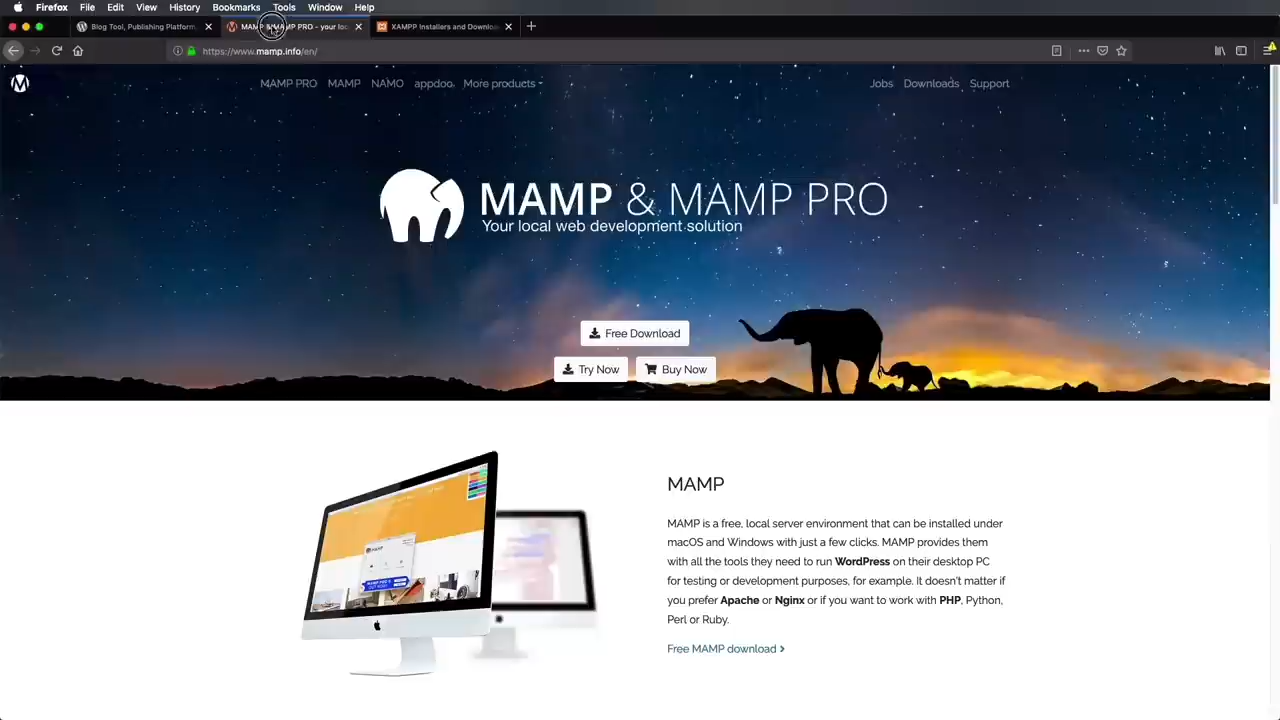 Firefox File Edit View History Bookmarks Tools Window Help
Blog Tool, Publishing Platform,
PRO - your loc
XAMPP Installers and Downloa
https://www.mamp.info/en/
MAMP PRO MAMP NAMO appdoo More products
Jobs Downloads Support
MAMP & MAMP PRO
Your local web development solution
Free Download
Try Now Buy Now
MAMP
MAMP is a free, local server environment that can be installed under
macOS and Windows with just a few clicks. MAMP provides them
with all the tools they need to run WordPress on their desktop PC
for testing or development purposes, for example. It doesn't matter if
you prefer Apache or Nginx or if you want to work with PHP, Python,
Perl or Ruby.
Free MAMP download